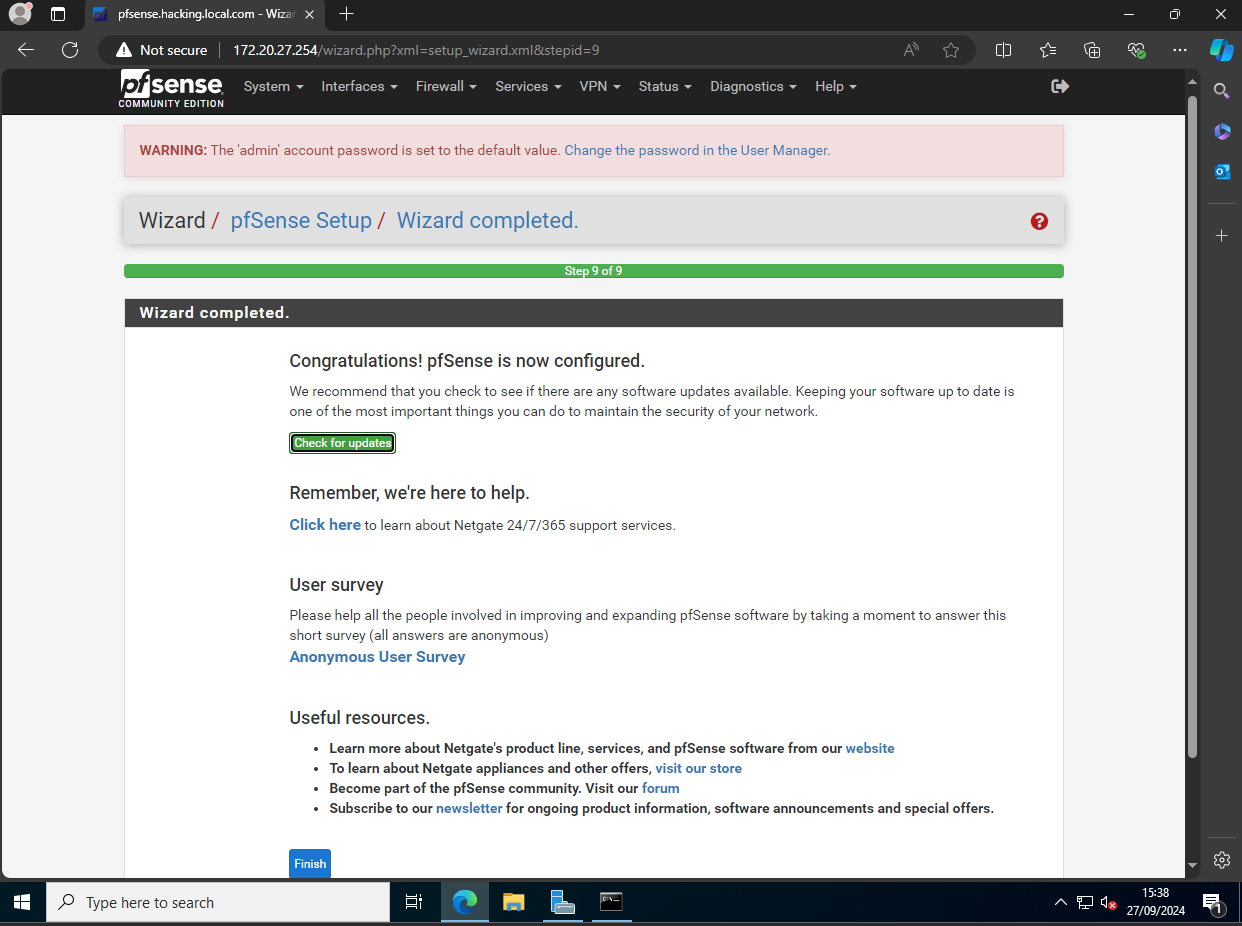 pfsense.hacking.local.com - Wizar
Not secure
172.20.27.254/wizard.php?xml=setup_wizard.xml&stepid=9
pfsense
COMMUNITY EDITION
System
Interfaces
Firewall
Services
VPN
Status
Diagnostics
Help
WARNING: The 'admin' account password is set to the default value. Change the password in the User Manager.
Wizard / pfSense Setup / Wizard completed.
Step 9 of 9
Wizard completed.
Congratulations! pfSense is now configured.
We recommend that you check to see if there are any software updates available. Keeping your software up to date is
one of the most important things you can do to maintain the security of your network.
Check for updates
Remember, we're here to help.
Click here to learn about Netgate 24/7/365 support services.
User survey
Please help all the people involved in improving and expanding pfSense software by taking a moment to answer this
short survey (all answers are anonymous)
Anonymous User Survey
Useful resources.
Learn more about Netgate's product line, services, and pfSense software from our website
To learn about Netgate appliances and other offers, visit our store
Become part of the pfSense community. Visit our forum
Subscribe to our newsletter for ongoing product information, software announcements and special offers.
Finish
Type here to search
15:38
27/09/2024
1